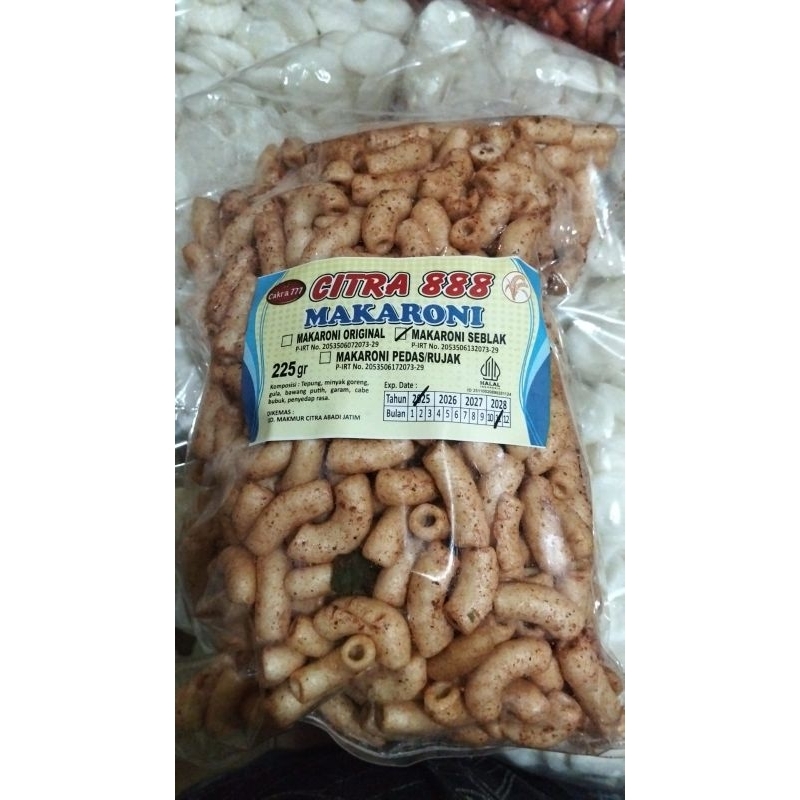 Cakra 777
CITRA 888
MAKARONI
MAKARONI ORIGINAL
P-IRT No. 2053506072073-29
MAKARONI SEBLAK
P-IRT No. 2053506132073-29
MAKARONI PEDAS/RUJAK
P-IRT No. 2053506172073-29
225 gr
Komposisi : Tepung, minyak goreng,
gula, bawang putih, garam, cabe
bubuk, penyedap rasa.
DIKEMAS :
UD. MAKMUR CITRA ABADI JATIM
Exp. Date :
Tahun 2025 2026 2027 2028
Bulan 1 2 3 4 5 6 7 8 9 10 11 12
HALAL
INDONESIA